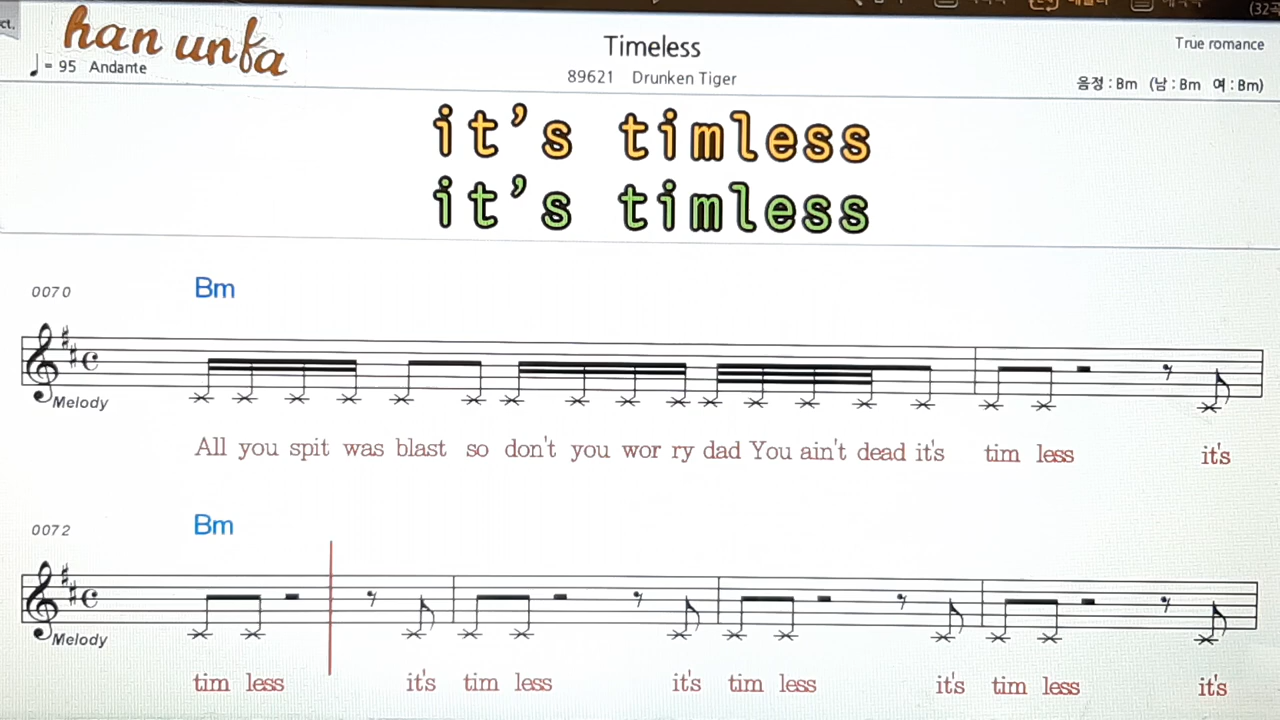 ct.
han unfa
Timeless
True romance
♩= 95 Andante
89621 Drunken Tiger
음정 : Bm (남 : Bm 여 : Bm)
it's timless
it's timless
0070 Bm
Melody
All you spit was blast so don't you wor ry dad You ain't dead it's tim less it's
0072 Bm
Melody
tim less it's tim less it's tim less it's tim less it's